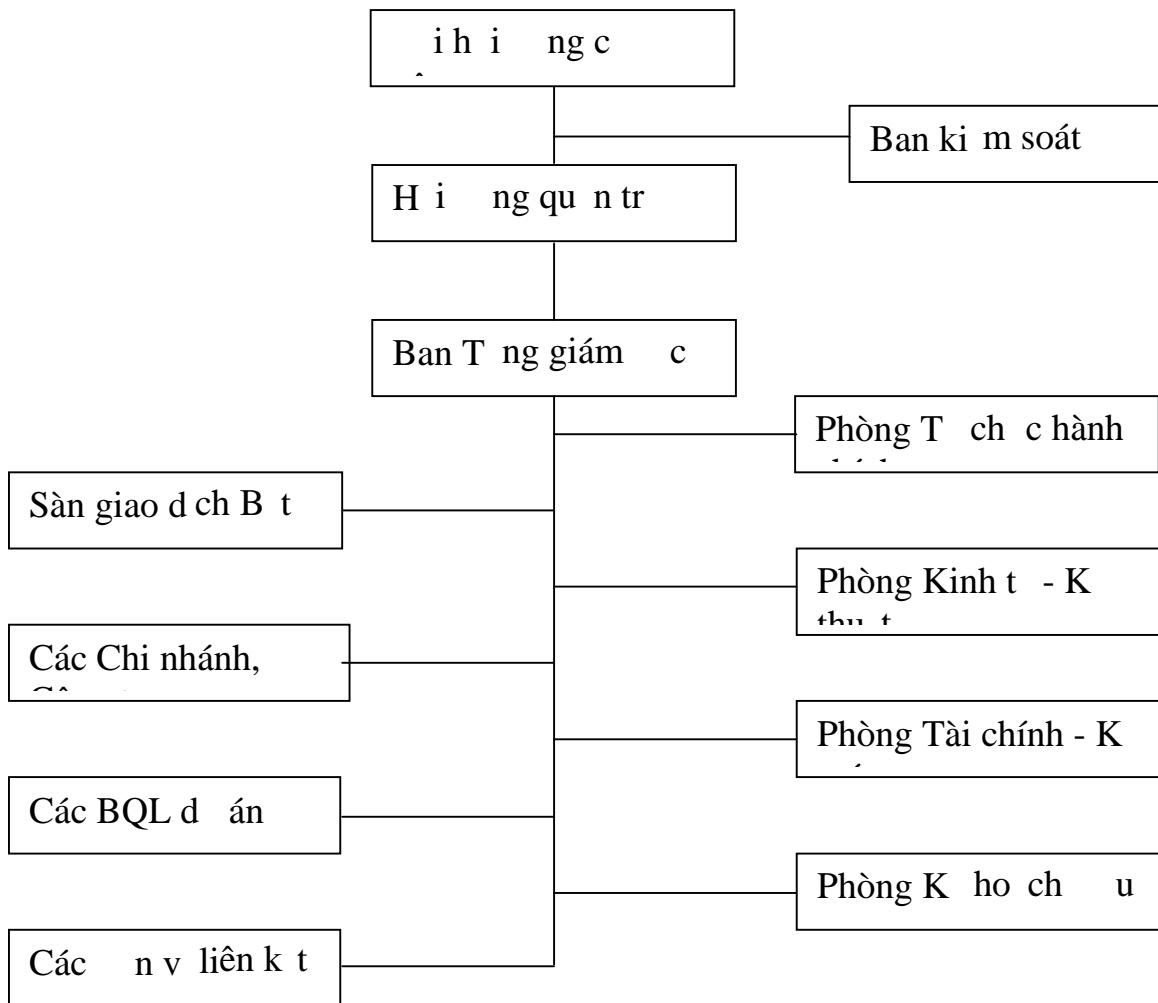 i h i ng c
Ban ki m soát
H i ng qu n tr
Ban T ng giám c
Phòng T ch c hành
Sàn giao d ch B t
Phòng Kinh t - K
thu t
Các Chi nhánh,
Phòng Tài chính - K
Các BQL d án
Phòng K ho ch u
Các n v liên k t